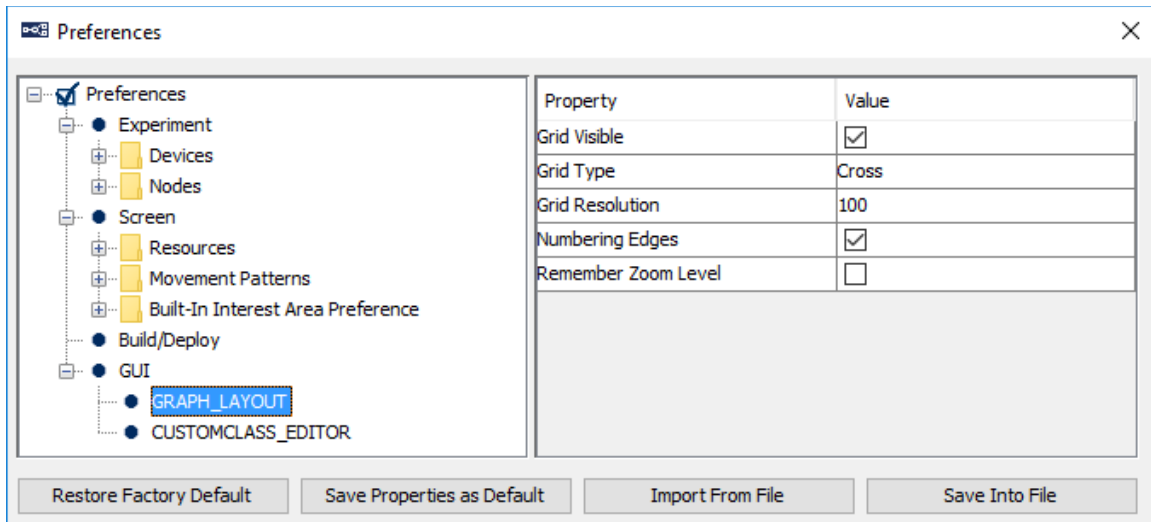 Preferences
Preferences
Experiment
Devices
Nodes
Screen
Resources
Movement Patterns
Built-In Interest Area Preference
Build/Deploy
GUI
GRAPH_LAYOUT
CUSTOMCLASS_EDITOR
Property Value
Grid Visible
Grid Type Cross
Grid Resolution 100
Numbering Edges
Remember Zoom Level
Restore Factory Default Save Properties as Default Import From File Save Into File